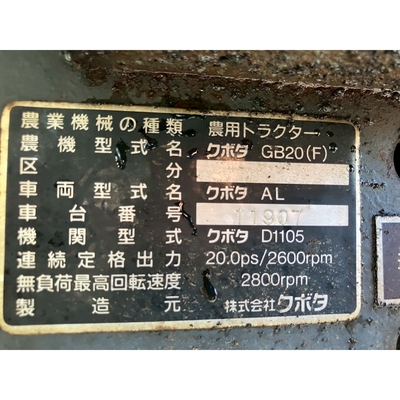 農業機械の種類 農用トラクター
農機型式名 クボタ GB20(F)
区分
車両型式名 クボタ AL
車台番号 11907
機関型式 クボタ D1105
連続定格出力 20.0ps/2600rpm
無負荷最高回転速度 2800rpm
製造元 株式会社クボタ